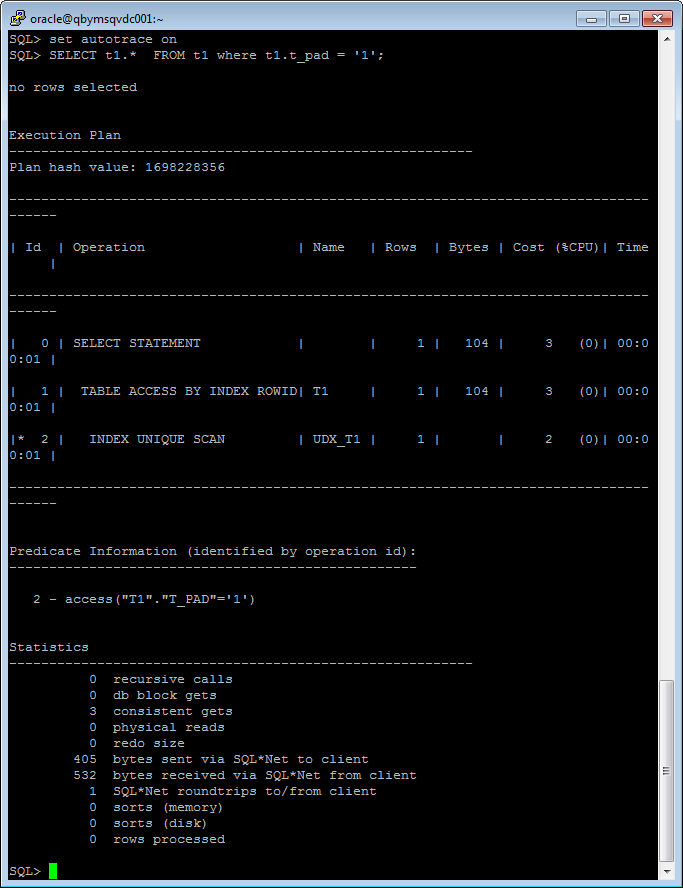 oracle@qbymsqvdc001:~
SQL> set autotrace on
SQL> SELECT t1.*  FROM t1 where t1.t_pad = '1';
no rows selected
Execution Plan
----------------------------------------------------------
Plan hash value: 1698228356
--------------------------------------------------------------------------------
------
| Id  | Operation                   | Name   | Rows  | Bytes | Cost (%CPU)| Time
     |
--------------------------------------------------------------------------------
------
|   0 | SELECT STATEMENT            |        |     1 |   104 |     3   (0)| 00:0
0:01 |
|   1 |  TABLE ACCESS BY INDEX ROWID| T1     |     1 |   104 |     3   (0)| 00:0
0:01 |
|*  2 |   INDEX UNIQUE SCAN         | UDX_T1 |     1 |       |     2   (0)| 00:0
0:01 |
--------------------------------------------------------------------------------
------
Predicate Information (identified by operation id):
---------------------------------------------------
   2 - access("T1"."T_PAD"='1')
Statistics
----------------------------------------------------------
          0  recursive calls
          0  db block gets
          3  consistent gets
          0  physical reads
          0  redo size
        405  bytes sent via SQL*Net to client
        532  bytes received via SQL*Net from client
          1  SQL*Net roundtrips to/from client
          0  sorts (memory)
          0  sorts (disk)
          0  rows processed
SQL>